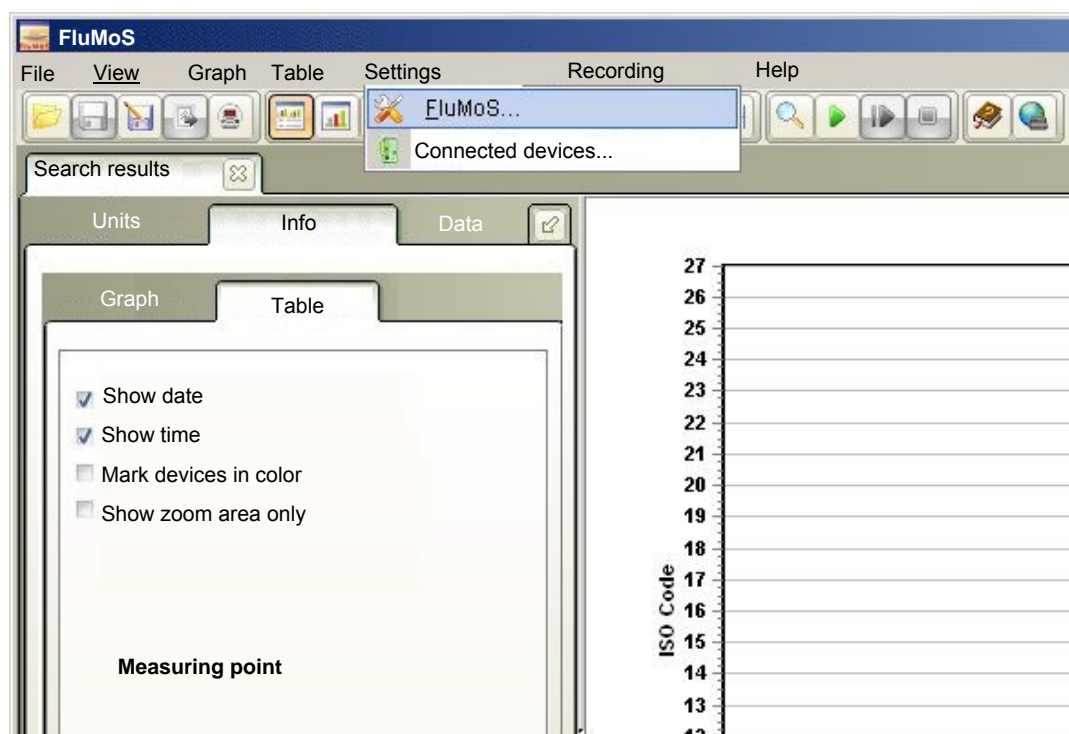 FluMoS
File View Graph Table Settings Recording Help
FluMoS...
Connected devices...
Search results
Units Info Data
Graph Table
Show date
Show time
Mark devices in color
Show zoom area only
Measuring point
27
26
25
24
23
22
21
20
19
18
17
16
15
14
13
12
ISO Code